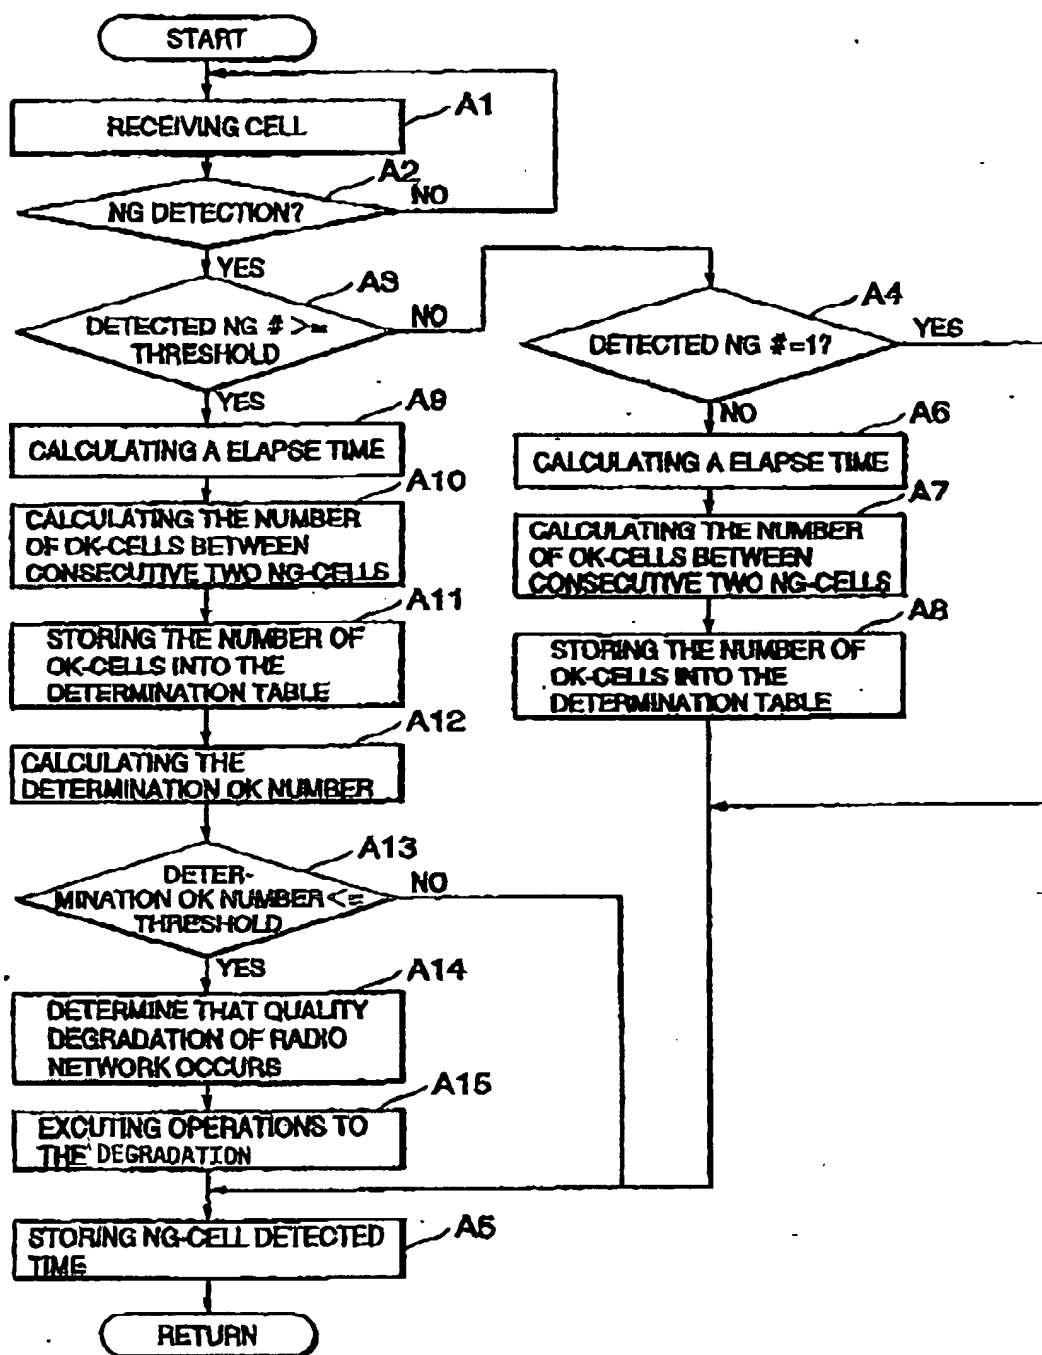 START
A1
RECEIVING CELL
A2
NG DETECTION?
NO
YES
A3
DETECTED NG # >=
THRESHOLD
NO
YES
A4
DETECTED NG #=1?
YES
NO
A9
CALCULATING A ELAPSE TIME
A10
CALCULATING THE NUMBER
OF OK-CELLS BETWEEN
CONSECUTIVE TWO NG-CELLS
A11
STORING THE NUMBER OF
OK-CELLS INTO THE
DETERMINATION TABLE
A12
CALCULATING THE
DETERMINATION OK NUMBER
A6
CALCULATING A ELAPSE TIME
A7
CALCULATING THE NUMBER
OF OK-CELLS BETWEEN
CONSECUTIVE TWO NG-CELLS
A8
STORING THE NUMBER OF
OK-CELLS INTO THE
DETERMINATION TABLE
A13
DETER-
MINATION OK NUMBER <=
THRESHOLD
NO
YES
A14
DETERMINE THAT QUALITY
DEGRADATION OF RADIO
NETWORK OCCURS
A15
EXCUTING OPERATIONS TO
THE DEGRADATION
A5
STORING NG-CELL DETECTED
TIME
RETURN